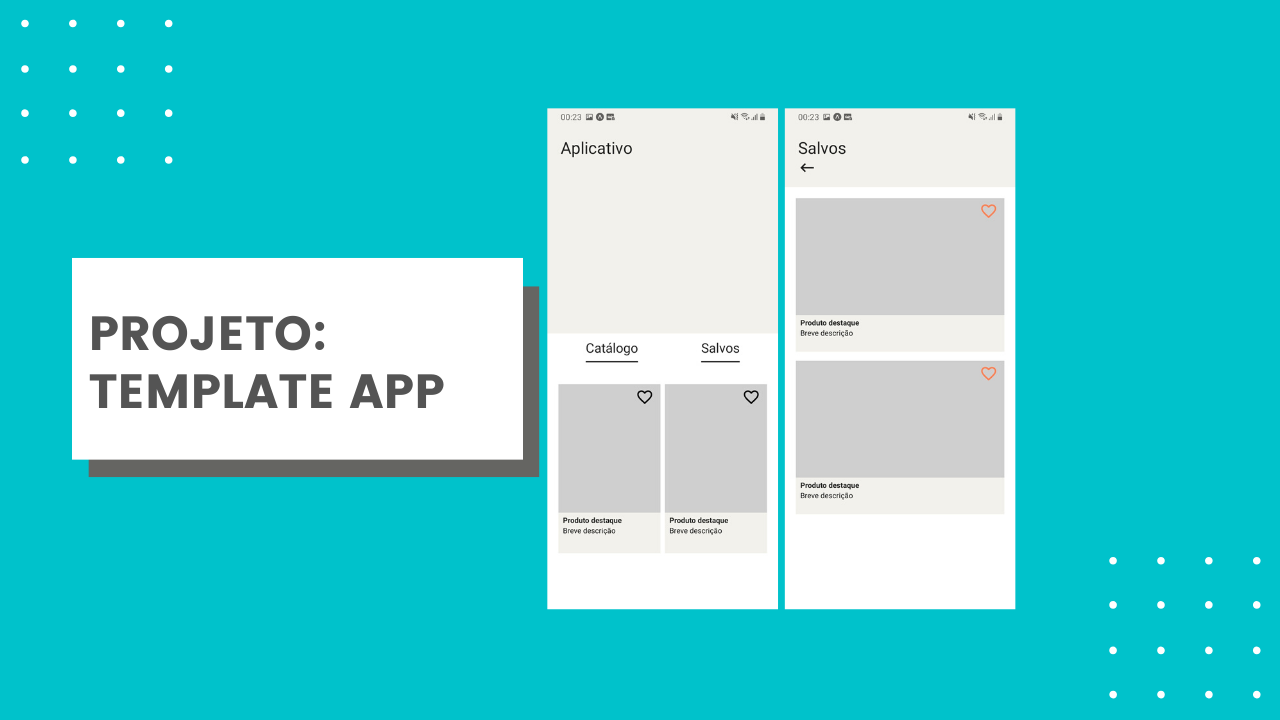 PROJETO:
TEMPLATE APP
00:23
Aplicativo
Catálogo
Salvos
Produto destaque
Breve descrição
Produto destaque
Breve descrição
00:23
Salvos
Produto destaque
Breve descrição
Produto destaque
Breve descrição